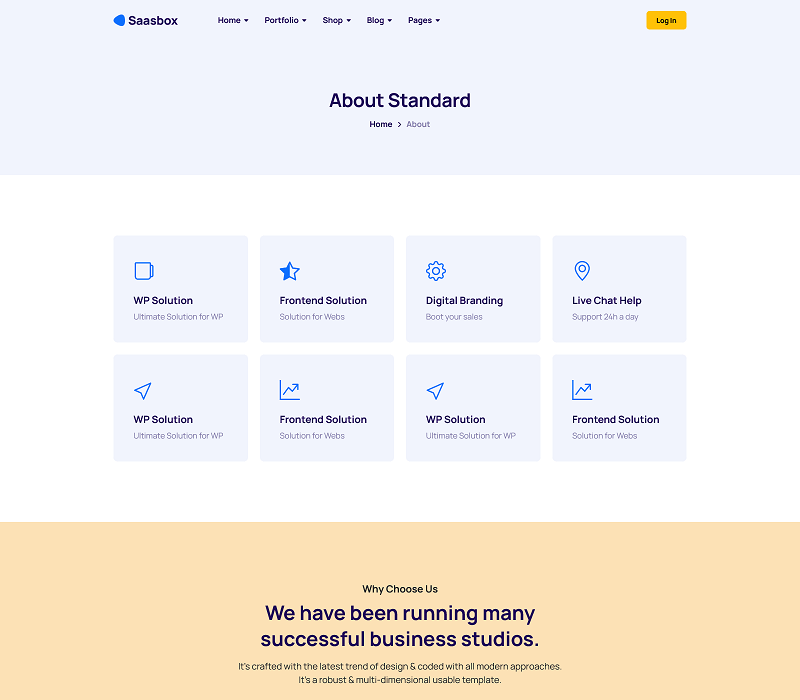 Saasbox
Home Portfolio Shop Blog Pages
Log In
About Standard
Home > About
WP Solution
Ultimate Solution for WP
Frontend Solution
Solution for Webs
Digital Branding
Boot your sales
Live Chat Help
Support 24h a day
WP Solution
Ultimate Solution for WP
Frontend Solution
Solution for Webs
WP Solution
Ultimate Solution for WP
Frontend Solution
Solution for Webs
Why Choose Us
We have been running many
successful business studios.
It's crafted with the latest trend of design & coded with all modern approaches.
It's a robust & multi-dimensional usable template.